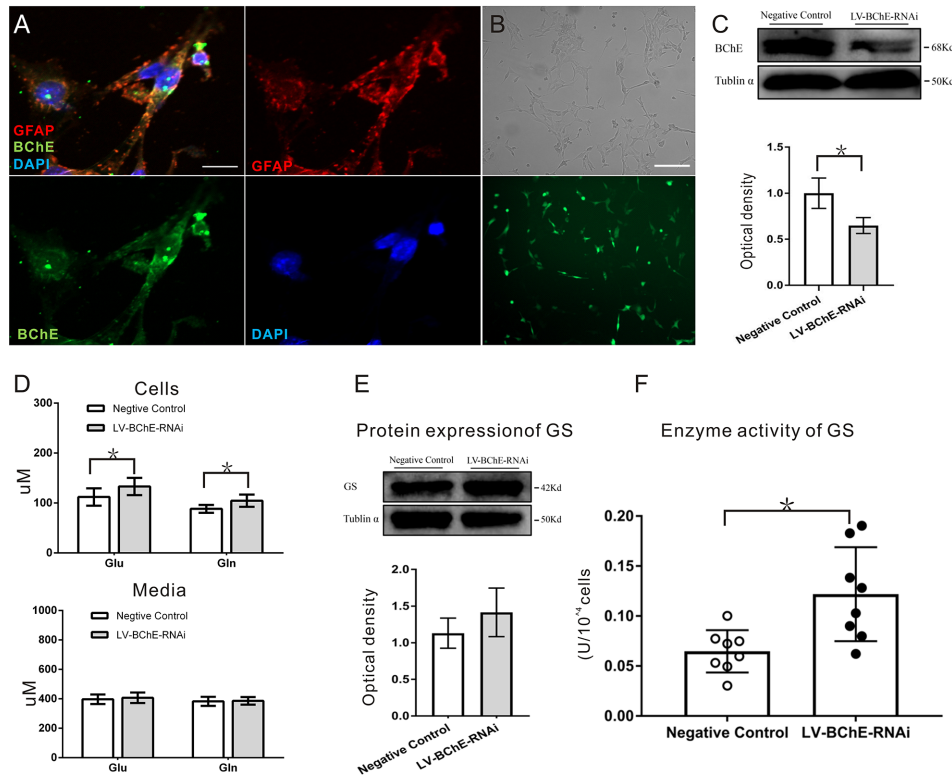 A
GFAP
BChE
DAPI
GFAP
BChE
DAPI
B
C
Negative Control LV-BChE-RNAi
BChE
68Kd
Tublin α
50Kd
Optical density
1.5
1.0
0.5
0.0
*
Negative Control
LV-BChE-RNAi
D
Cells
Negtive Control
LV-BChE-RNAi
uM
300
200
100
0
*
*
Glu Gln
Media
Negtive Control
LV-BChE-RNAi
uM
1000
800
600
400
200
0
Glu Gln
E
Protein expressionof GS
Negative Control LV-BChE-RNAi
GS
42Kd
Tublin α
50Kd
Optical density
2.0
1.5
1.0
0.5
0.0
Negative Control
LV-BChE-RNAi
F
Enzyme activity of GS
(U/10^4 cells
0.20
0.15
0.10
0.05
0.00
*
Negative Control LV-BChE-RNAi